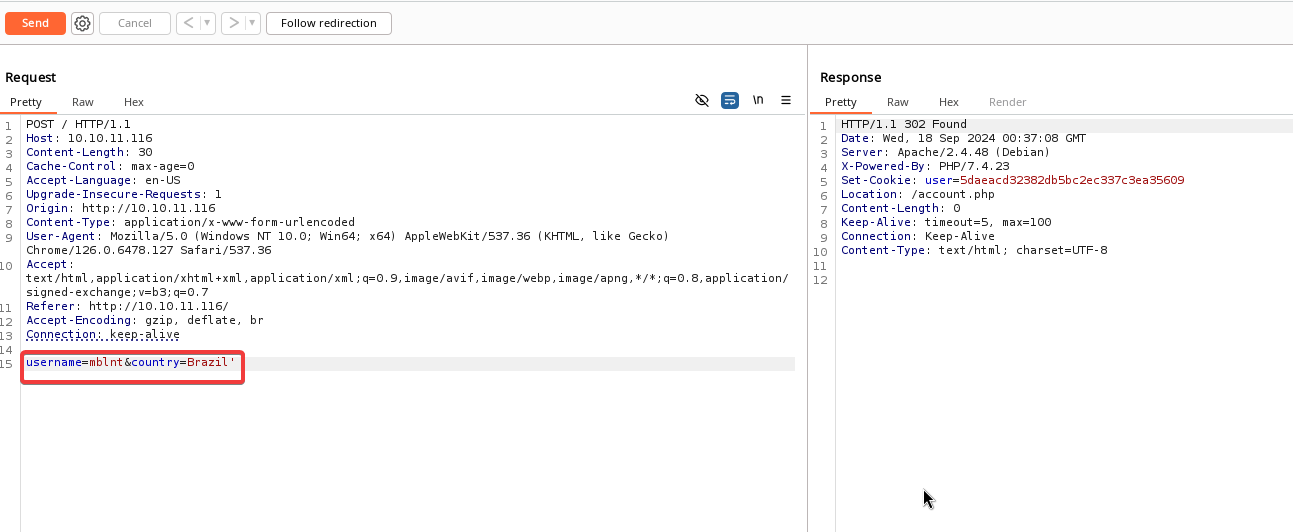 Send Cancel < > Follow redirection
Request
Pretty Raw Hex \n
1 POST / HTTP/1.1
2 Host: 10.10.11.116
3 Content-Length: 30
4 Cache-Control: max-age=0
5 Accept-Language: en-US
6 Upgrade-Insecure-Requests: 1
7 Origin: http://10.10.11.116
8 Content-Type: application/x-www-form-urlencoded
9 User-Agent: Mozilla/5.0 (Windows NT 10.0; Win64; x64) AppleWebKit/537.36 (KHTML, like Gecko)
Chrome/126.0.6478.127 Safari/537.36
10 Accept:
text/html,application/xhtml+xml,application/xml;q=0.9,image/avif,image/webp,image/apng,*/*;q=0.8,application/
signed-exchange;v=b3;q=0.7
11 Referer: http://10.10.11.116/
12 Accept-Encoding: gzip, deflate, br
13 Connection: keep-alive
14
15 username=mblnt&country=Brazil'
Response
Pretty Raw Hex Render
1 HTTP/1.1 302 Found
2 Date: Wed, 18 Sep 2024 00:37:08 GMT
3 Server: Apache/2.4.48 (Debian)
4 X-Powered-By: PHP/7.4.23
5 Set-Cookie: user=5daeacd32382db5bc2ec337c3ea35609
6 Location: /account.php
7 Content-Length: 0
8 Keep-Alive: timeout=5, max=100
9 Connection: Keep-Alive
10 Content-Type: text/html; charset=UTF-8
11
12